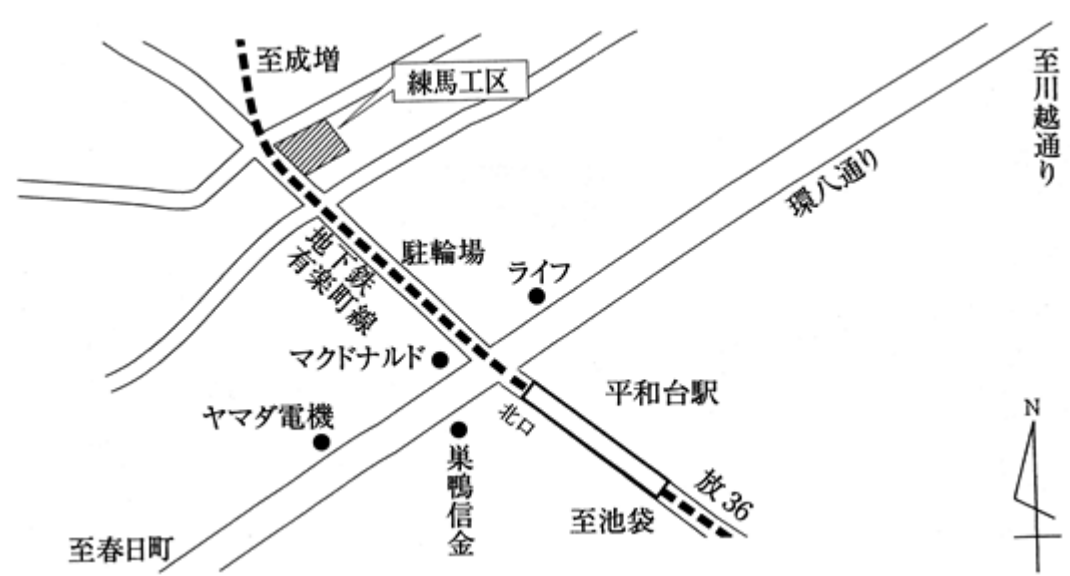 至成増
練馬工区
至川越通り
環八通り
地下鉄
有楽町線
駐輪場
ライフ
マクドナルド
平和台駅
ヤマダ電機
北口
巣鴨信金
放36
至池袋
至春日町
N